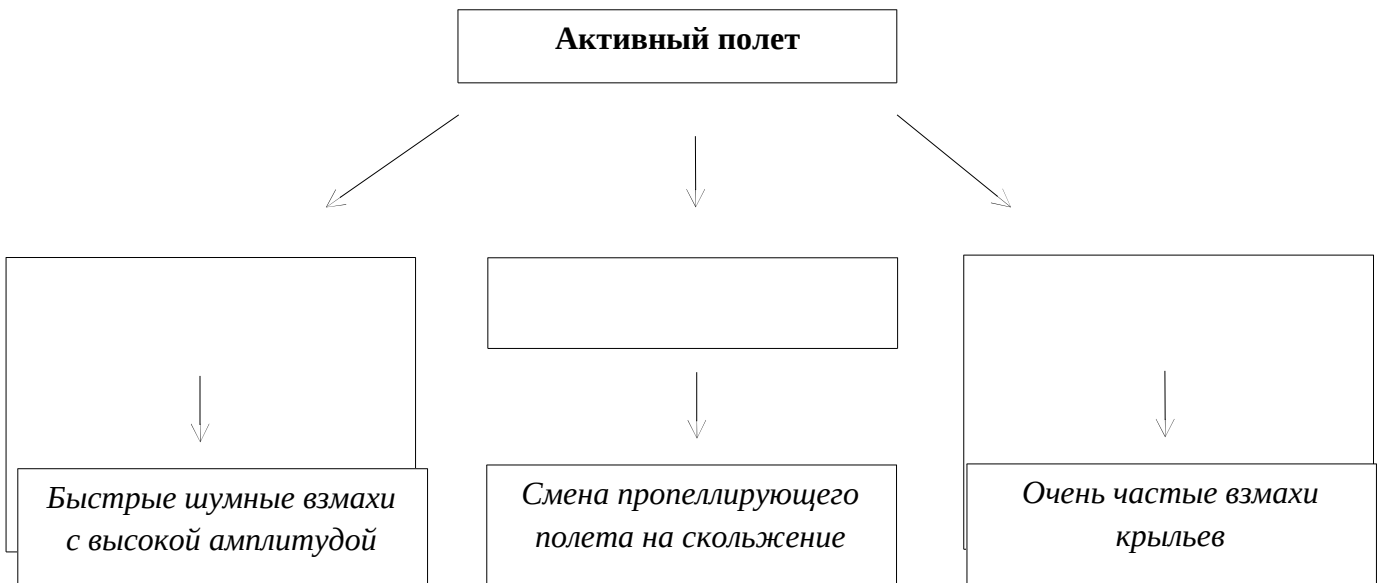 Активный полет
Быстрые шумные взмахи
с высокой амплитудой
Смена пропеллирующего
полета на скольжение
Очень частые взмахи
крыльев